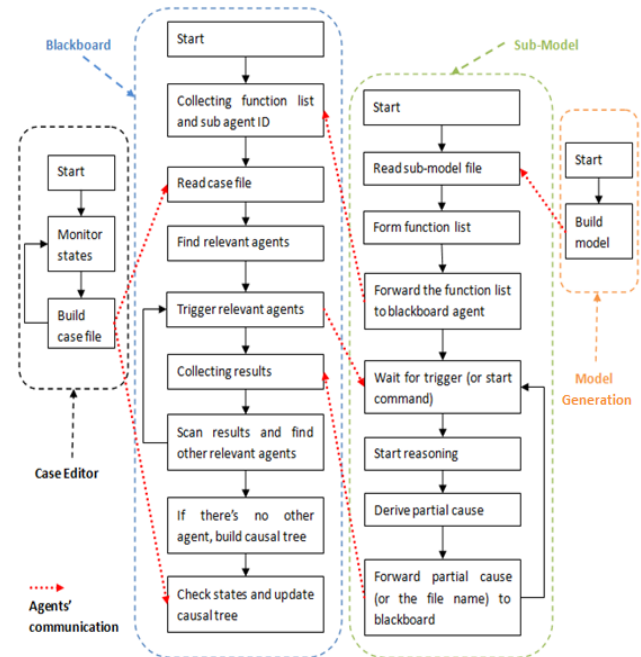 Blackboard
Start
Collecting function list
and sub agent ID
Read case file
Find relevant agents
Trigger relevant agents
Collecting results
Scan results and find
other relevant agents
If there's no other
agent, build causal tree
Check states and update
causal tree
Start
Monitor
states
Build
case file
Case Editor
Agents'
communication
Sub-Model
Start
Read sub-model file
Form function list
Forward the function list
to blackboard agent
Wait for trigger (or start
command)
Start reasoning
Derive partial cause
Forward partial cause
(or the file name) to
blackboard
Start
Build
model
Model
Generation